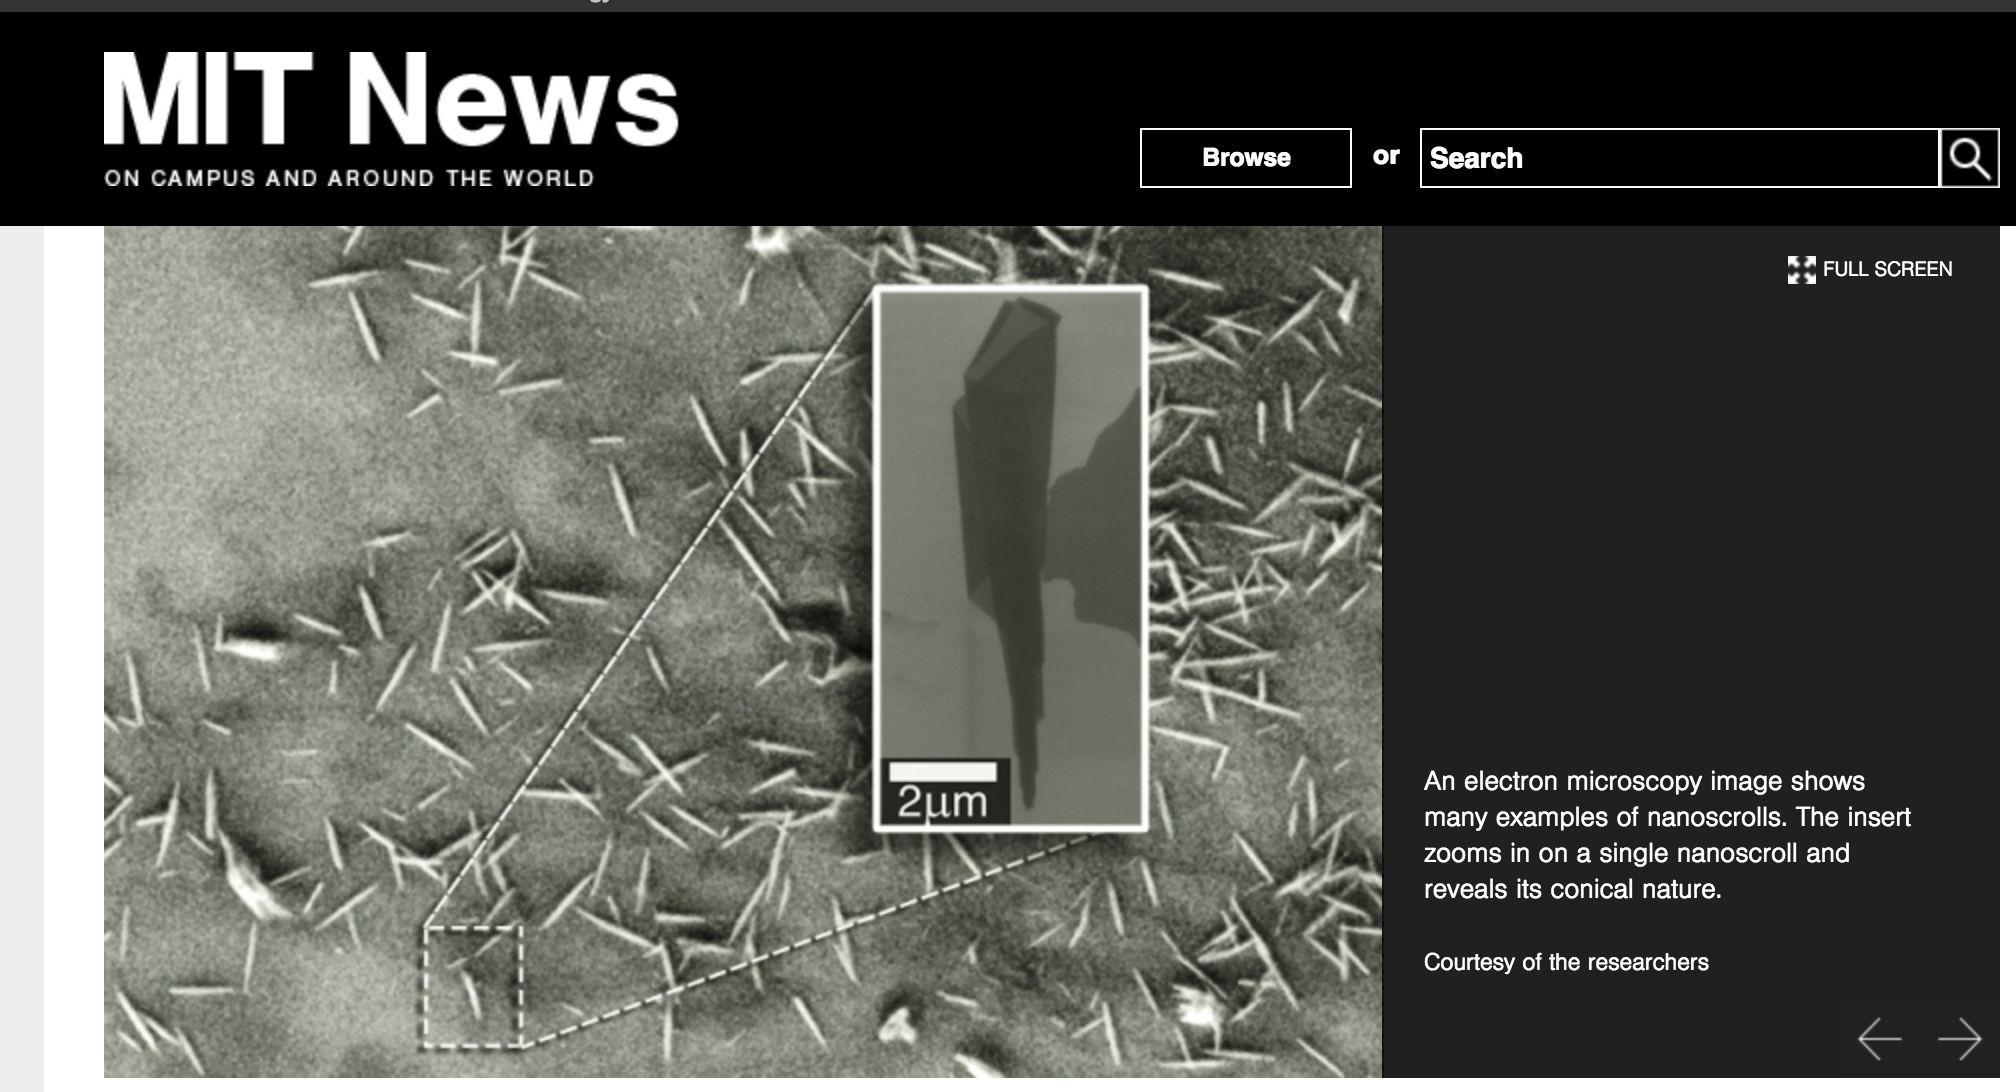 MIT News
ON CAMPUS AND AROUND THE WORLD
Browse
or
Search
FULL SCREEN
2μm
An electron microscopy image shows
many examples of nanoscrolls. The insert
zooms in on a single nanoscroll and
reveals its conical nature.
Courtesy of the researchers